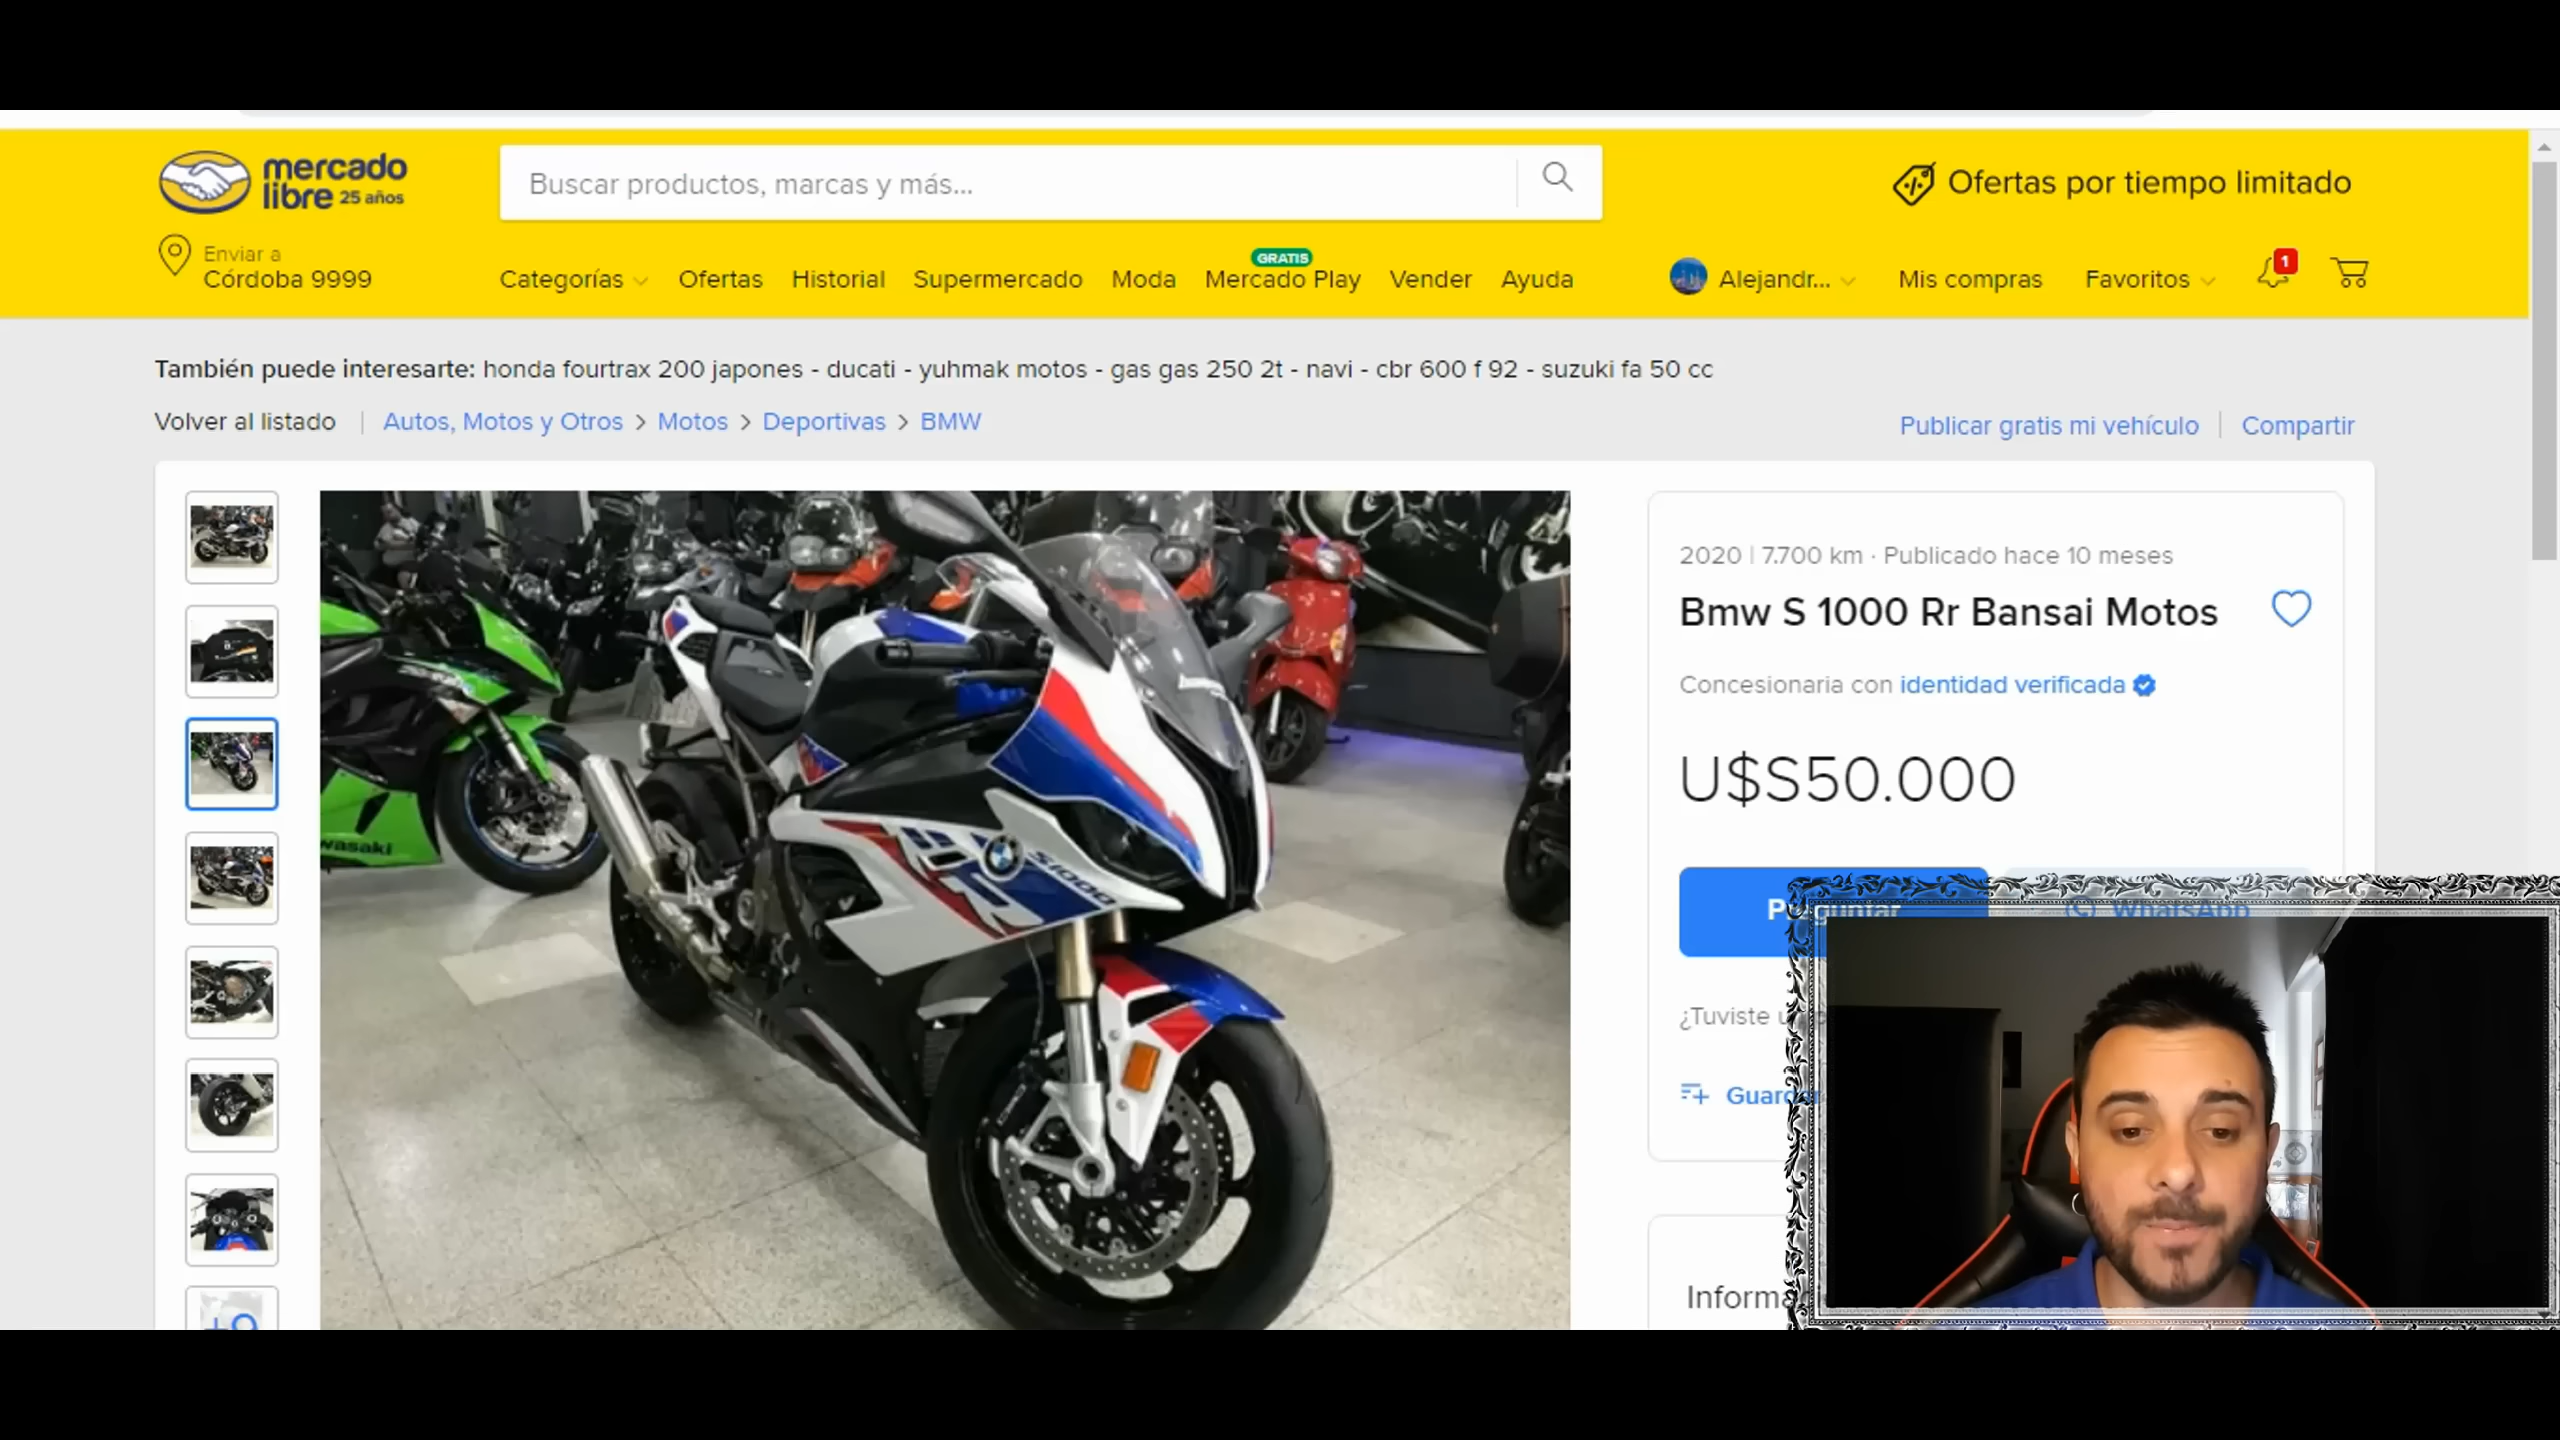 mercado
libre 25 años
Buscar productos, marcas y más...
Ofertas por tiempo limitado
Enviar a
Córdoba 9999
Categorías
Ofertas
Historial
Supermercado
Moda
GRATIS
Mercado Play
Vender
Ayuda
Alejandr...
Mis compras
Favoritos
1
También puede interesarte: honda fourtrax 200 japones - ducati - yuhmak motos - gas gas 250 2t - navi - cbr 600 f 92 - suzuki fa 50 cc
Volver al listado | Autos, Motos y Otros > Motos > Deportivas > BMW
Publicar gratis mi vehículo | Compartir
2020 | 7.700 km · Publicado hace 10 meses
Bmw S 1000 Rr Bansai Motos
Concesionaria con identidad verificada
U$S50.000
WhatsApp
¿Tuviste
wasaki
S1000